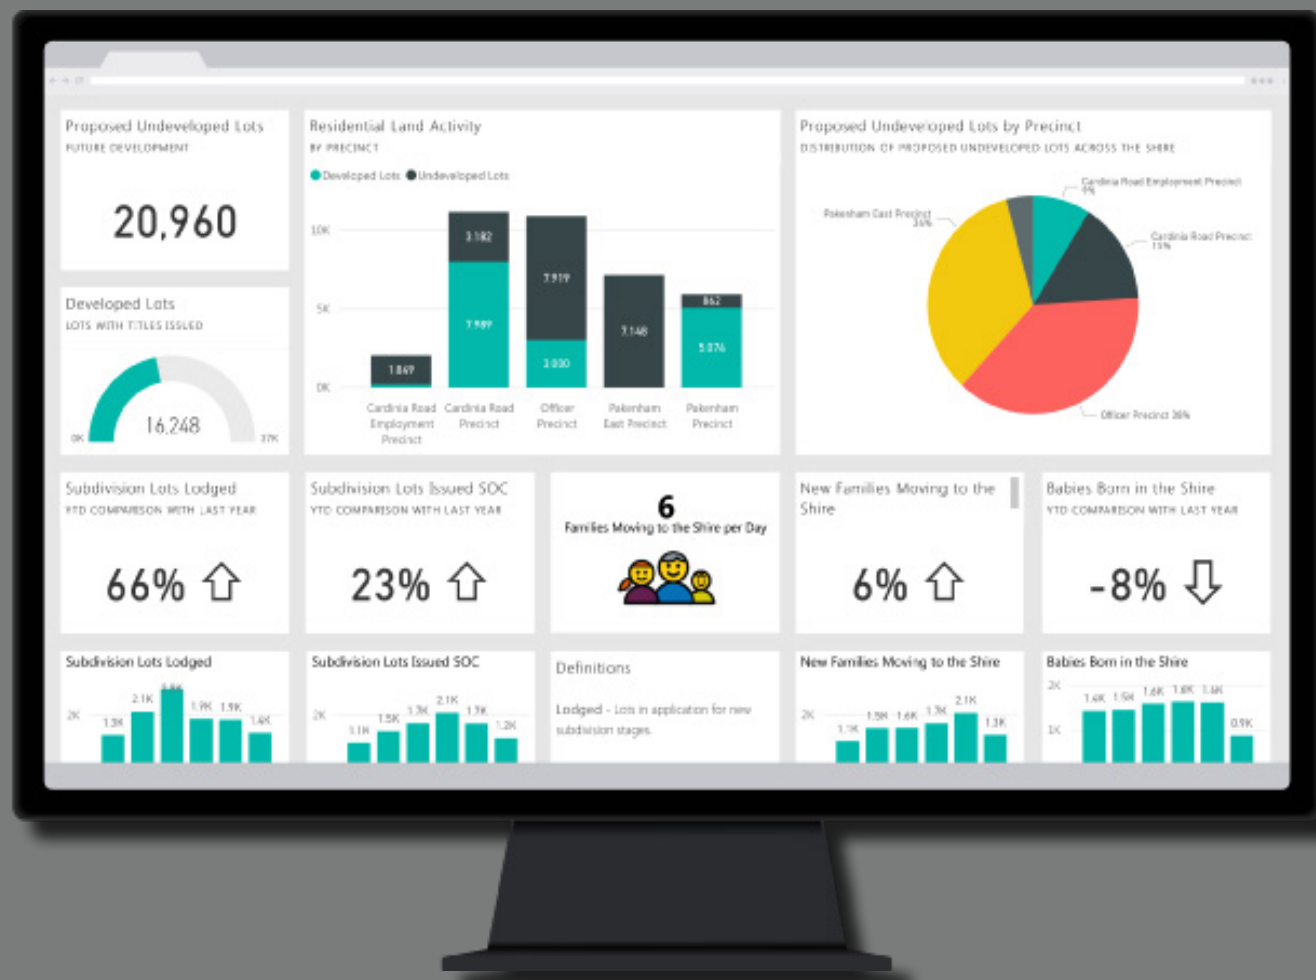 Proposed Undeveloped Lots
FUTURE DEVELOPMENT
20,960
Developed Lots
LOTS WITH TITLES ISSUED
16,248
0K
37K
Residential Land Activity
BY PRECINCT
Developed Lots Undeveloped Lots
10K
5K
0K
1.849
3.182
7.989
7.919
3.000
7.148
862
5.074
Cardinia Road
Employment
Precinct
Cardinia Road
Precinct
Officer
Precinct
Pakenham
East Precinct
Pakenham
Precinct
Proposed Undeveloped Lots by Precinct
DISTRIBUTION OF PROPOSED UNDEVELOPED LOTS ACROSS THE SHIRE
Cardinia Road Employment Precinct
9%
Cardinia Road Precinct
15%
Officer Precinct 38%
Pakenham East Precinct
Subdivision Lots Lodged
YTD COMPARISON WITH LAST YEAR
66%
Subdivision Lots Issued SOC
YTD COMPARISON WITH LAST YEAR
23%
6
Families Moving to the Shire per Day
New Families Moving to the
Shire
6%
Babies Born in the Shire
YTD COMPARISON WITH LAST YEAR
-8%
Subdivision Lots Lodged
2K
1.3K
2.1K
1.9K
1.9K
1.4K
Subdivision Lots Issued SOC
2K
1.1K
1.5K
1.7K
2.1K
1.7K
1.2K
Definitions
Lodged - Lots in application for new
subdivision stages.
New Families Moving to the Shire
2K
1.1K
1.5K
1.6K
1.7K
2.1K
1.3K
Babies Born in the Shire
2K
1K
1.4K
1.5K
1.6K
1.6K
0.9K